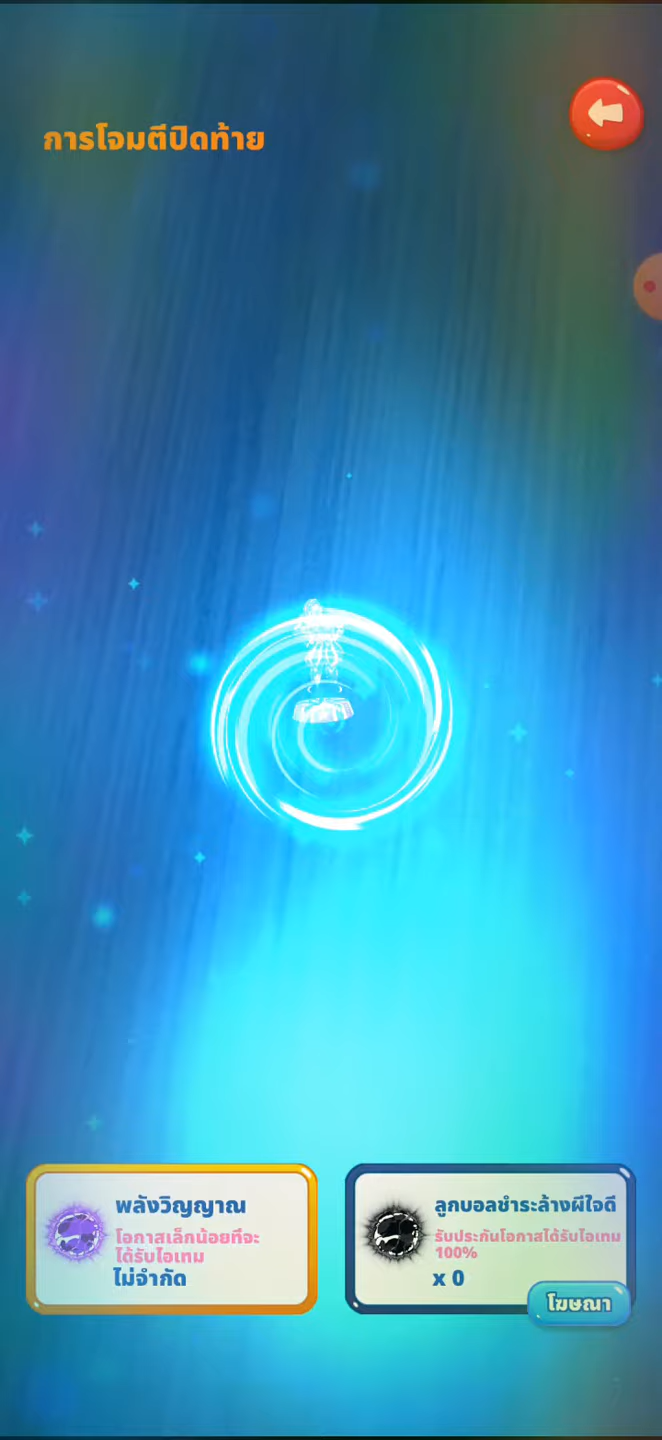 การโจมตีปิดท้าย
พลังวิญญาณ
โอกาสเล็กน้อยที่จะ
ได้รับไอเทม
ไม่จำกัด
ลูกบอลชำระล้างผีใจดี
รับประกันโอกาสได้รับไอเทม
100%
x 0
โฆษณา